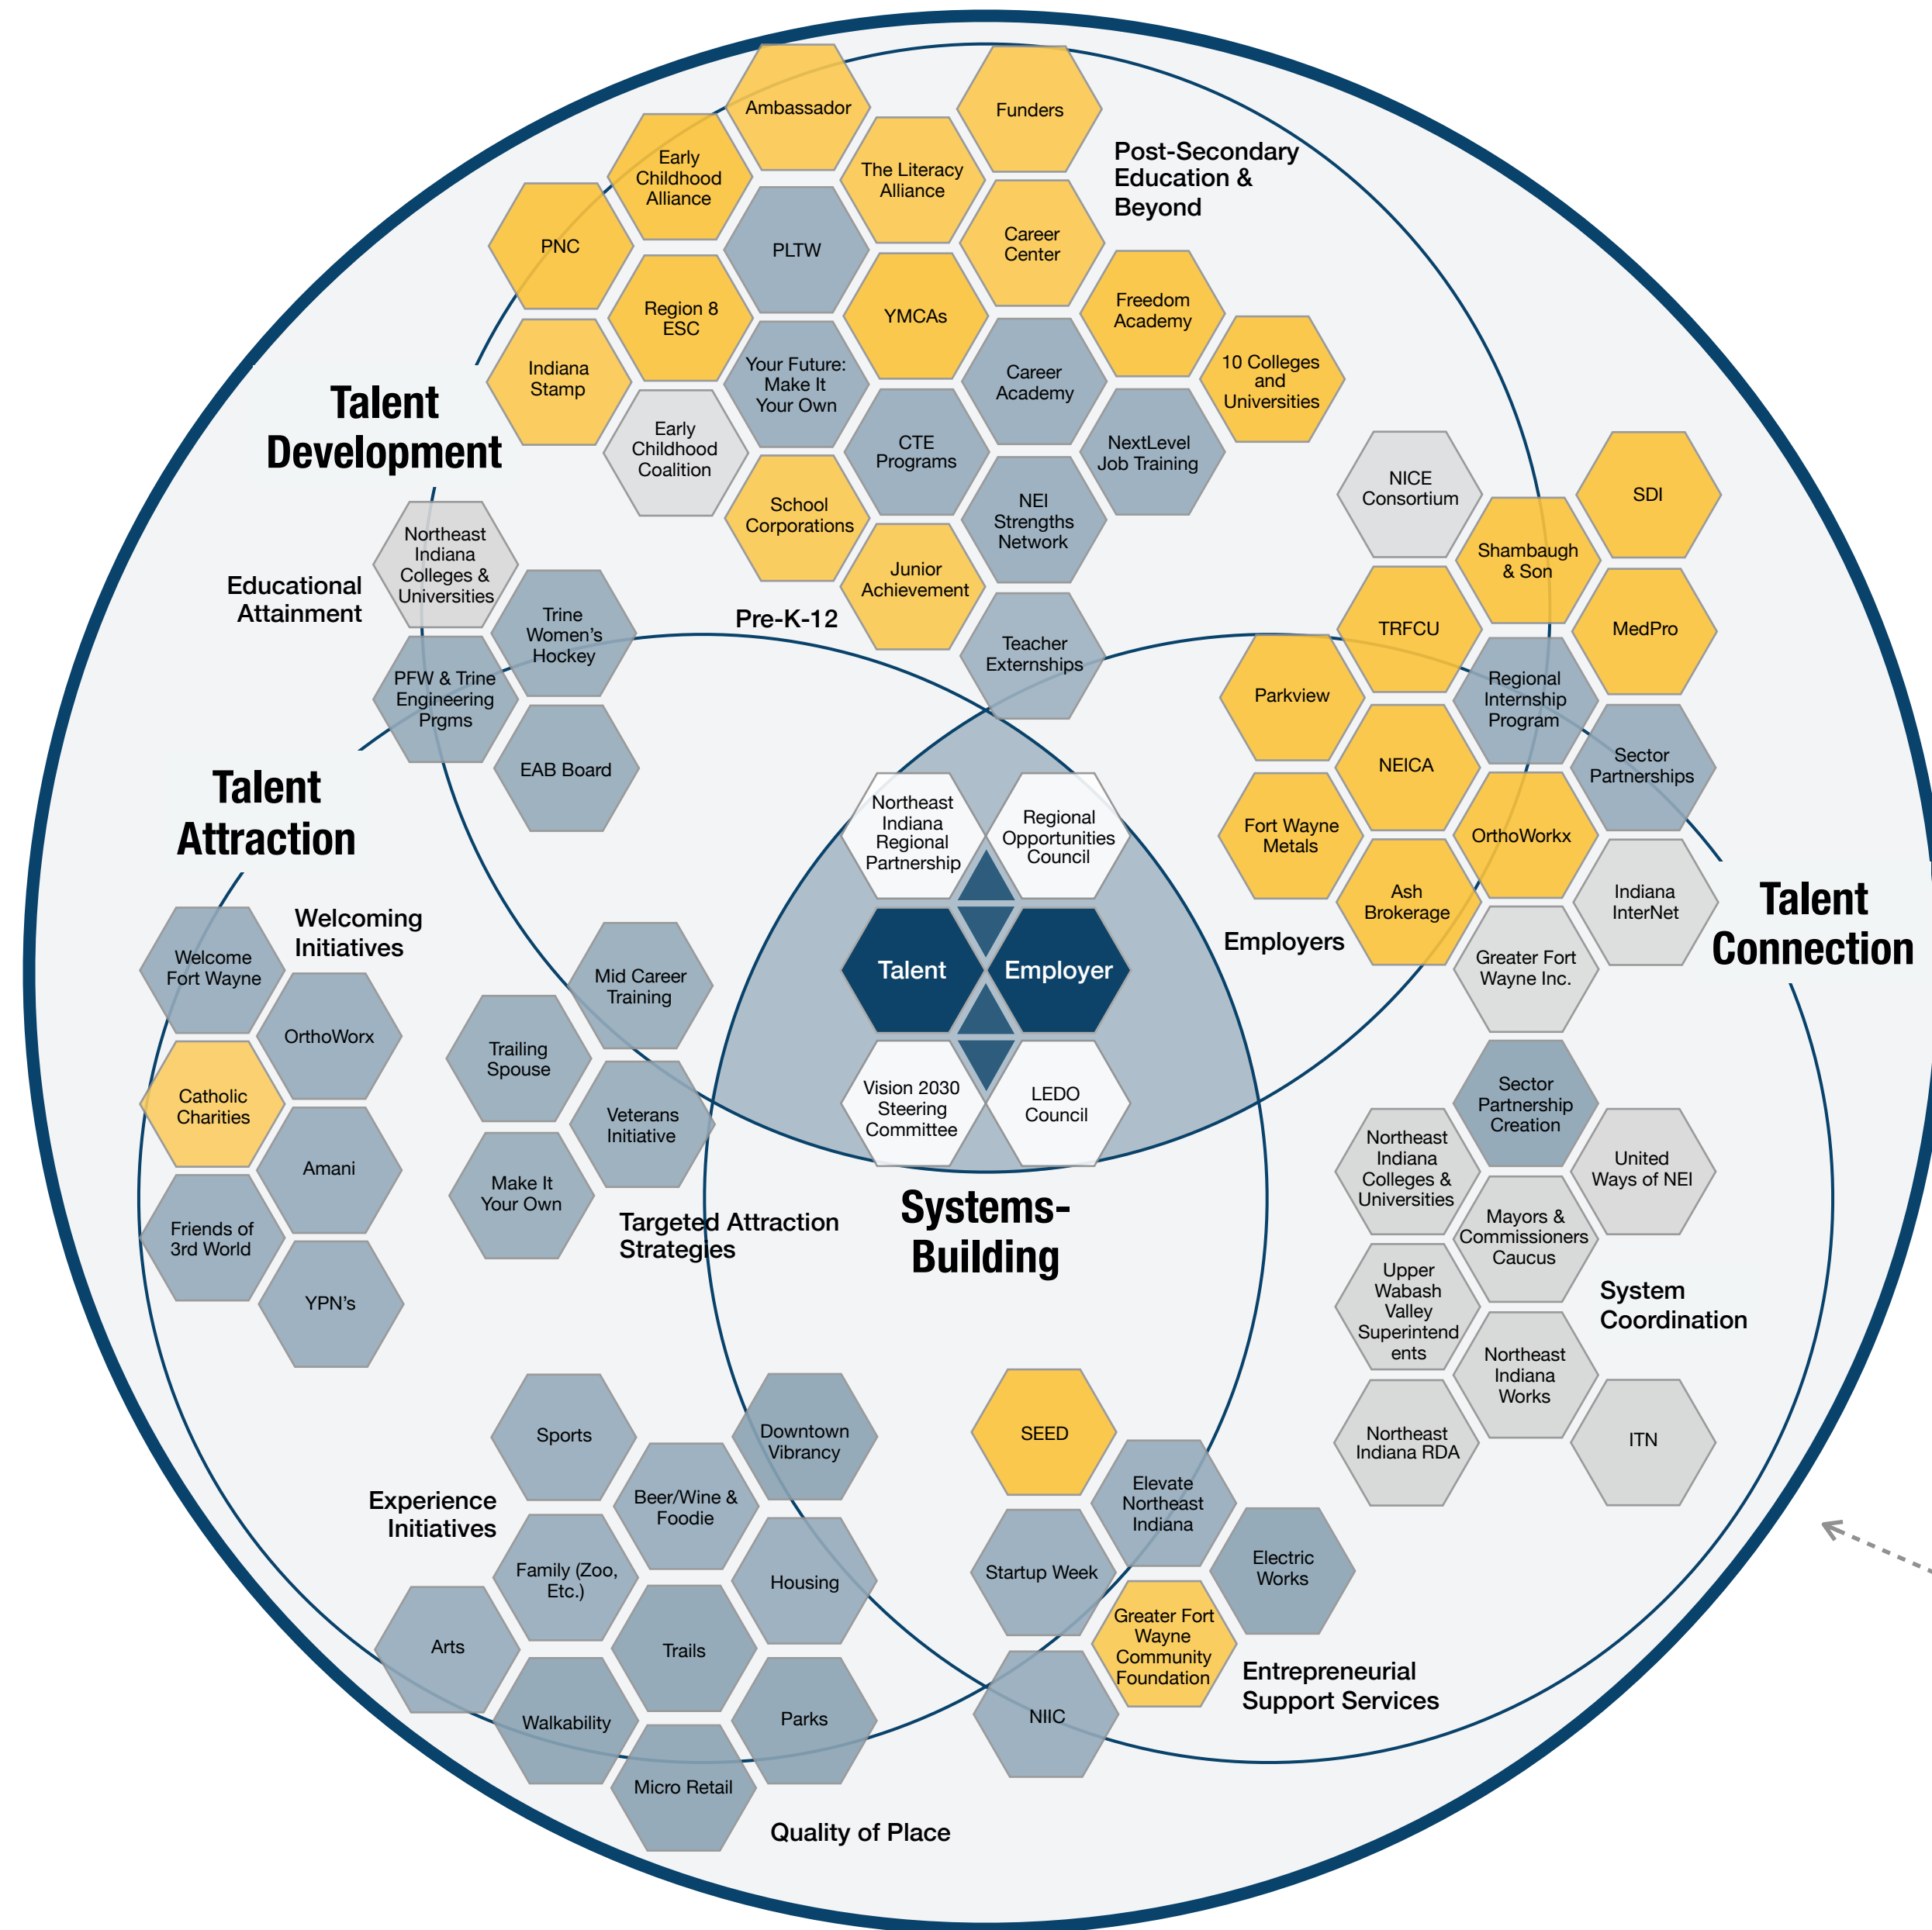 Ambassador
Funders
Early
Childhood
Alliance
The Literacy
Alliance
Post-Secondary
Education &
Beyond
PNC
PLTW
Career
Center
Region 8
ESC
YMCAs
Freedom
Academy
Indiana
Stamp
Your Future:
Make It
Your Own
Career
Academy
10 Colleges
and
Universities
Talent
Development
Early
Childhood
Coalition
CTE
Programs
NextLevel
Job Training
School
Corporations
NEI
Strengths
Network
Junior
Achievement
Pre-K-12
Teacher
Externships
Northeast
Indiana
Colleges &
Universities
Educational
Attainment
Trine
Women's
Hockey
PFW & Trine
Engineering
Prgms
EAB Board
NICE
Consortium
SDI
Shambaugh
& Son
TRFCU
MedPro
Parkview
Regional
Internship
Program
NEICA
Sector
Partnerships
Fort Wayne
Metals
OrthoWorkx
Ash
Brokerage
Indiana
InterNet
Employers
Greater Fort
Wayne Inc.
Talent
Connection
Talent
Attraction
Welcoming
Initiatives
Welcome
Fort Wayne
OrthoWorx
Catholic
Charities
Amani
Friends of
3rd World
YPN's
Mid Career
Training
Trailing
Spouse
Veterans
Initiative
Make It
Your Own
Targeted Attraction
Strategies
Northeast
Indiana
Regional
Partnership
Regional
Opportunities
Council
Talent
Employer
Vision 2030
Steering
Committee
LEDO
Council
Systems-
Building
Sector
Partnership
Creation
Northeast
Indiana
Colleges &
Universities
United
Ways of NEI
Mayors &
Commissioners
Caucus
Upper
Wabash
Valley
Superintend
ents
System
Coordination
Northeast
Indiana
Works
Northeast
Indiana RDA
ITN
Sports
Downtown
Vibrancy
Experience
Initiatives
Beer/Wine &
Foodie
Family (Zoo,
Etc.)
Housing
Arts
Trails
Walkability
Parks
Micro Retail
Quality of Place
SEED
Elevate
Northeast
Indiana
Startup Week
Electric
Works
Greater Fort
Wayne
Community
Foundation
NIIC
Entrepreneurial
Support Services